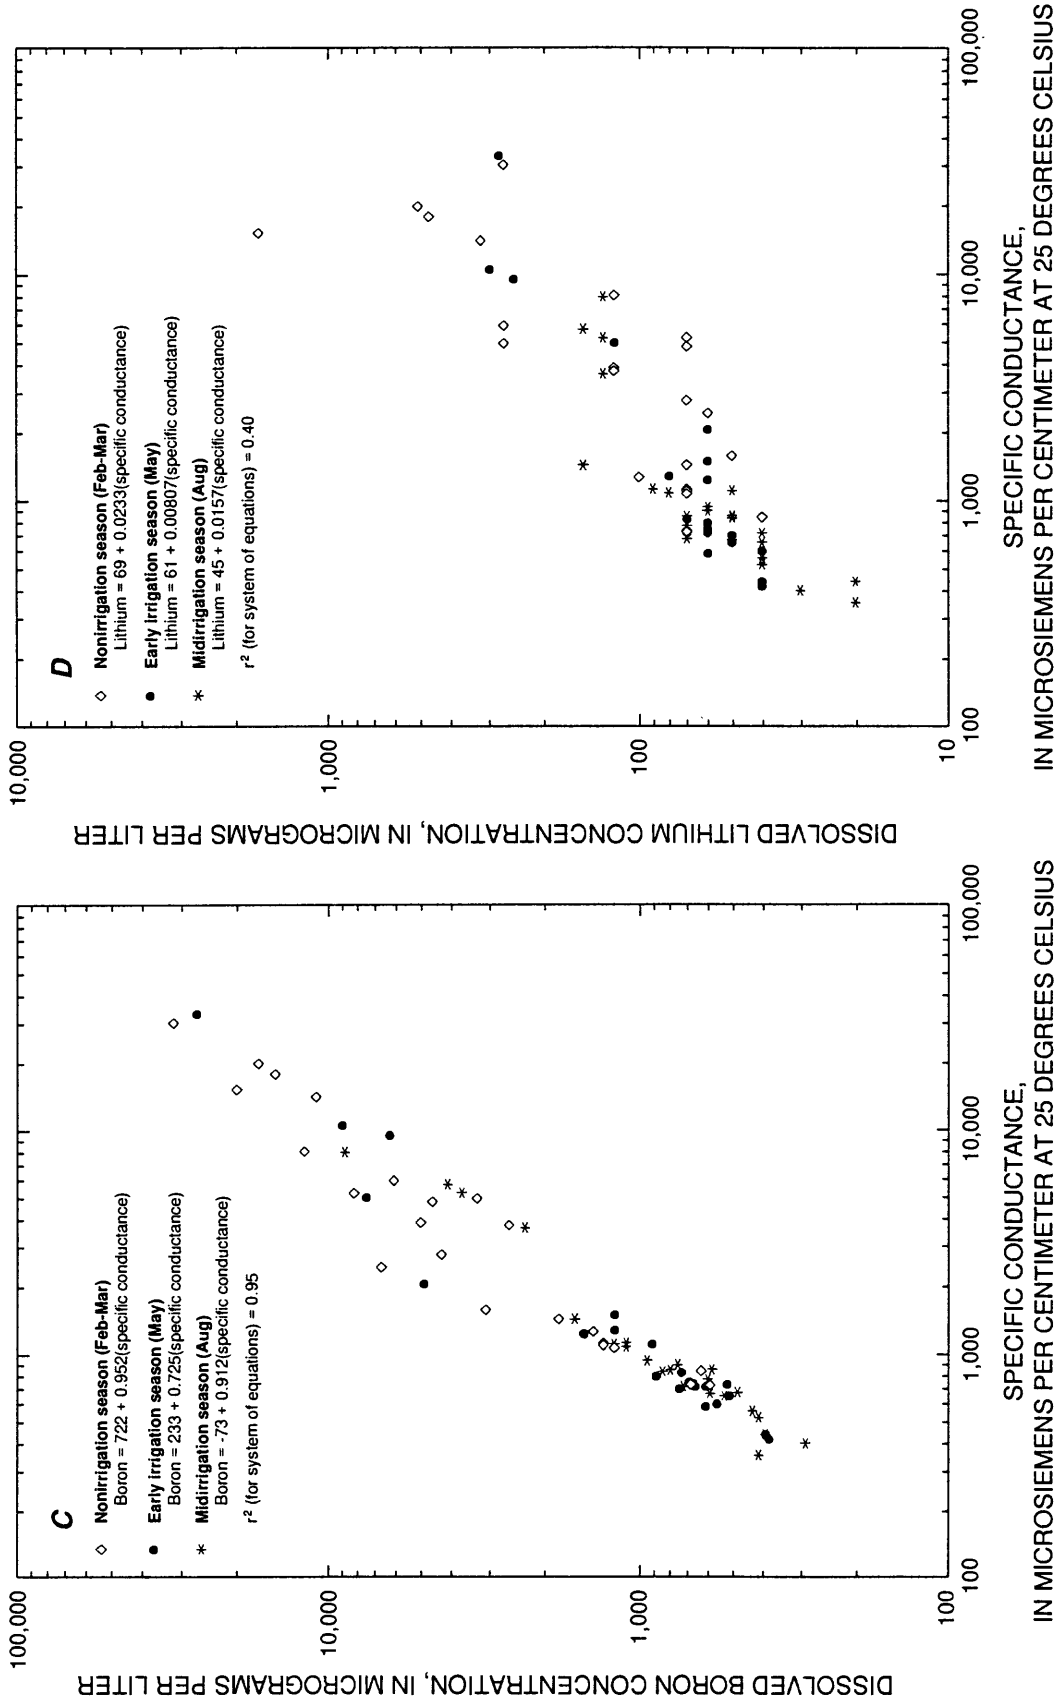 C
Nonirrigation season (Feb-Mar)
Boron = 722 + 0.952(specific conductance)
Early irrigation season (May)
Boron = 233 + 0.725(specific conductance)
Midirrigation season (Aug)
Boron = -73 + 0.912(specific conductance)
r² (for system of equations) = 0.95
100,000
10,000
1,000
100
DISSOLVED BORON CONCENTRATION, IN MICROGRAMS PER LITER
100
1,000
10,000
100,000
SPECIFIC CONDUCTANCE,
IN MICROSIEMENS PER CENTIMETER AT 25 DEGREES CELSIUS
D
Nonirrigation season (Feb-Mar)
Lithium = 69 + 0.0233(specific conductance)
Early irrigation season (May)
Lithium = 61 + 0.00807(specific conductance)
Midirrigation season (Aug)
Lithium = 45 + 0.0157(specific conductance)
r² (for system of equations) = 0.40
10,000
1,000
100
10
DISSOLVED LITHIUM CONCENTRATION, IN MICROGRAMS PER LITER
100
1,000
10,000
100,000
SPECIFIC CONDUCTANCE,
IN MICROSIEMENS PER CENTIMETER AT 25 DEGREES CELSIUS